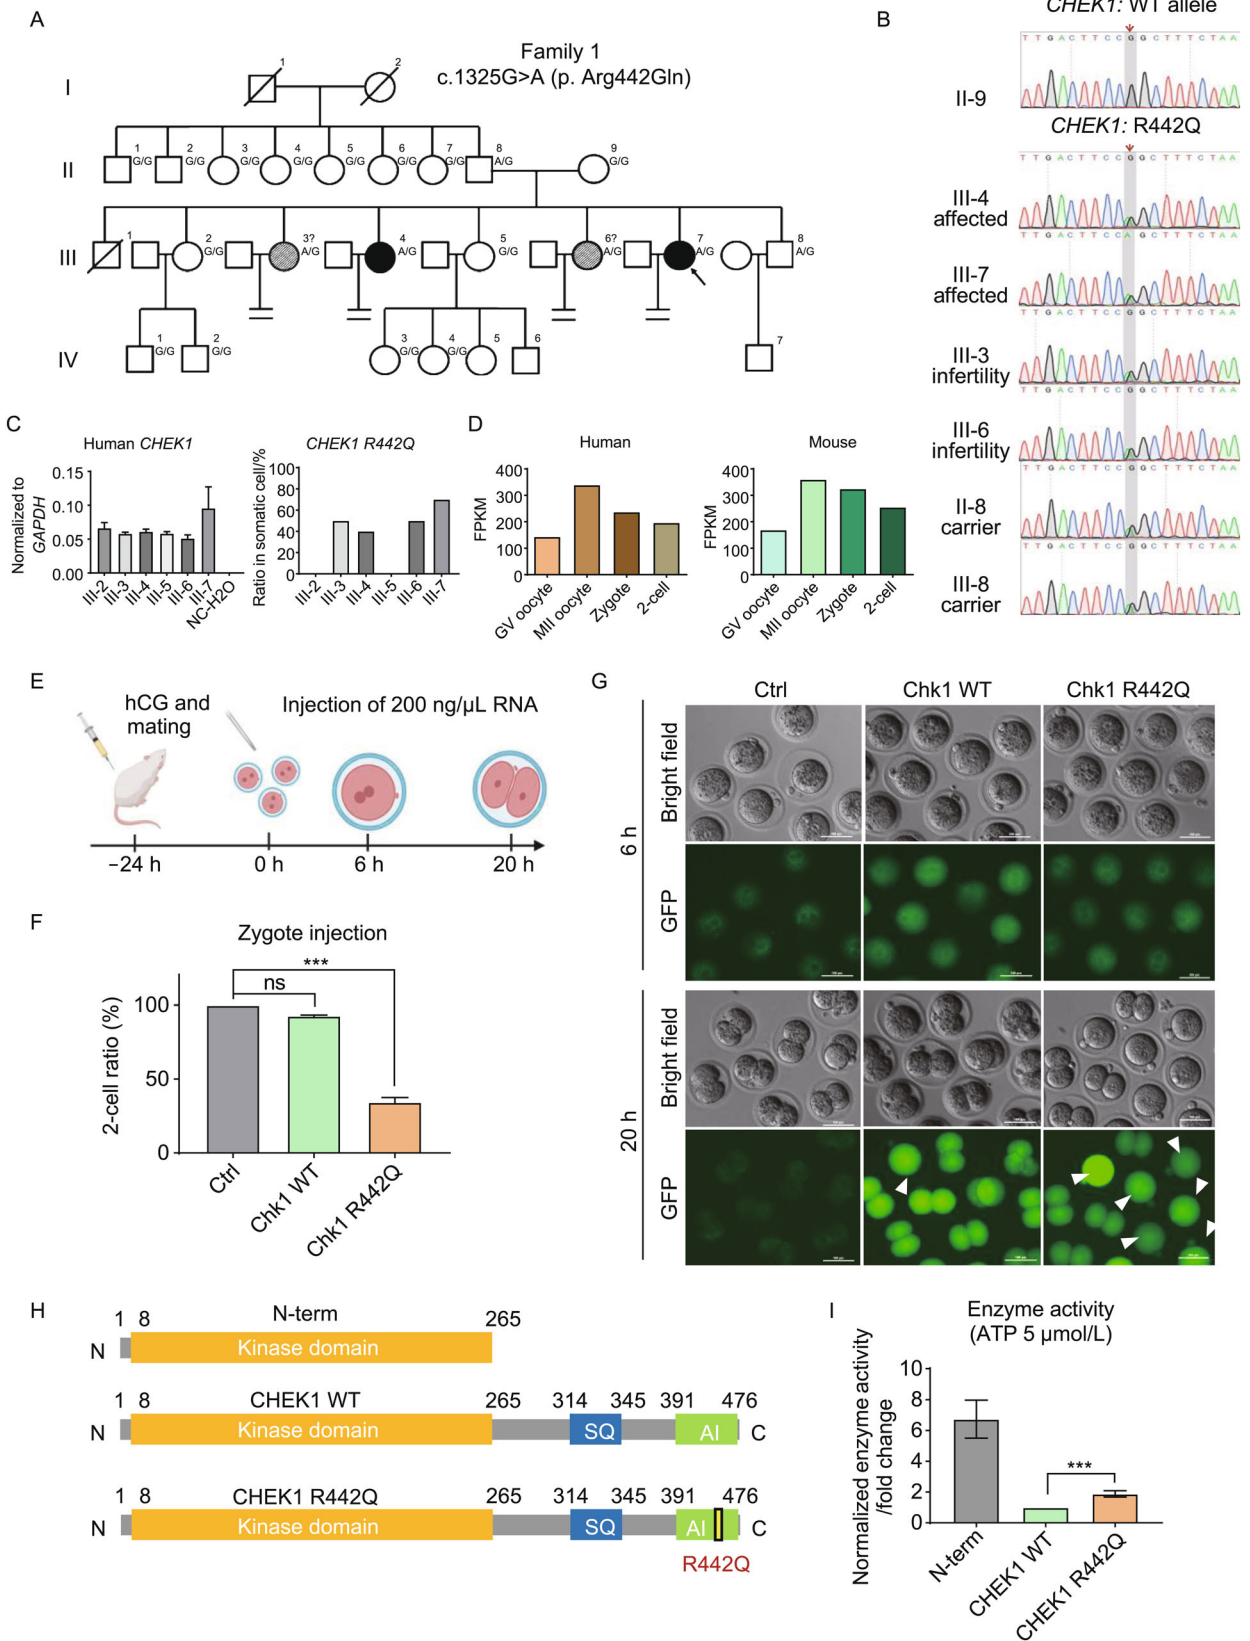 A
Family 1
c.1325G>A (p. Arg442Gln)
I
1
2
II
1
G/G
2
G/G
3
G/G
4
G/G
5
G/G
6
G/G
7
G/G
8
A/G
9
G/G
III
1
2
G/G
3?
A/G
4
A/G
5
G/G
6?
A/G
7
A/G
8
A/G
IV
1
G/G
2
G/G
3
G/G
4
G/G
5
6
7
B
CHEK1: WT allele
T T G A C T T C C G G C T T T C T A A
II-9
CHEK1: R442Q
T T G A C T T C C G G C T T T C T A A
III-4
affected
T T G A C T T C C A G C T T T C T A A
III-7
affected
T T G A C T T C C G G C T T T C T A A
III-3
infertility
T T G A C T T C C G G C T T T C T A A
III-6
infertility
T T G A C T T C C G G C T T T C T A A
II-8
carrier
T T G A C T T C C G G C T T T C T A A
III-8
carrier
C
Human CHEK1
Normalized to
GAPDH
0.15
0.10
0.05
0.00
III-2
III-3
III-4
III-5
III-6
III-7
NC-H2O
CHEK1 R442Q
Ratio in somatic cell/%
100
80
60
40
20
0
III-2
III-3
III-4
III-5
III-6
III-7
D
Human
FPKM
400
300
200
100
0
GV oocyte
MII oocyte
Zygote
2-cell
Mouse
FPKM
400
300
200
100
0
GV oocyte
MII oocyte
Zygote
2-cell
E
hCG and
mating
Injection of 200 ng/µL RNA
−24 h
0 h
6 h
20 h
F
Zygote injection
2-cell ratio (%)
100
50
0
ns
***
Ctrl
Chk1 WT
Chk1 R442Q
G
Ctrl
Chk1 WT
Chk1 R442Q
6 h
Bright field
GFP
20 h
Bright field
GFP
H
N-term
1 8 265
N
Kinase domain
CHEK1 WT
1 8 265 314 345 391 476
N
Kinase domain
SQ
AI
C
CHEK1 R442Q
1 8 265 314 345 391 476
N
Kinase domain
SQ
AI
C
R442Q
I
Enzyme activity
(ATP 5 µmol/L)
Normalized enzyme activity
/fold change
10
8
6
4
2
0
***
N-term
CHEK1 WT
CHEK1 R442Q